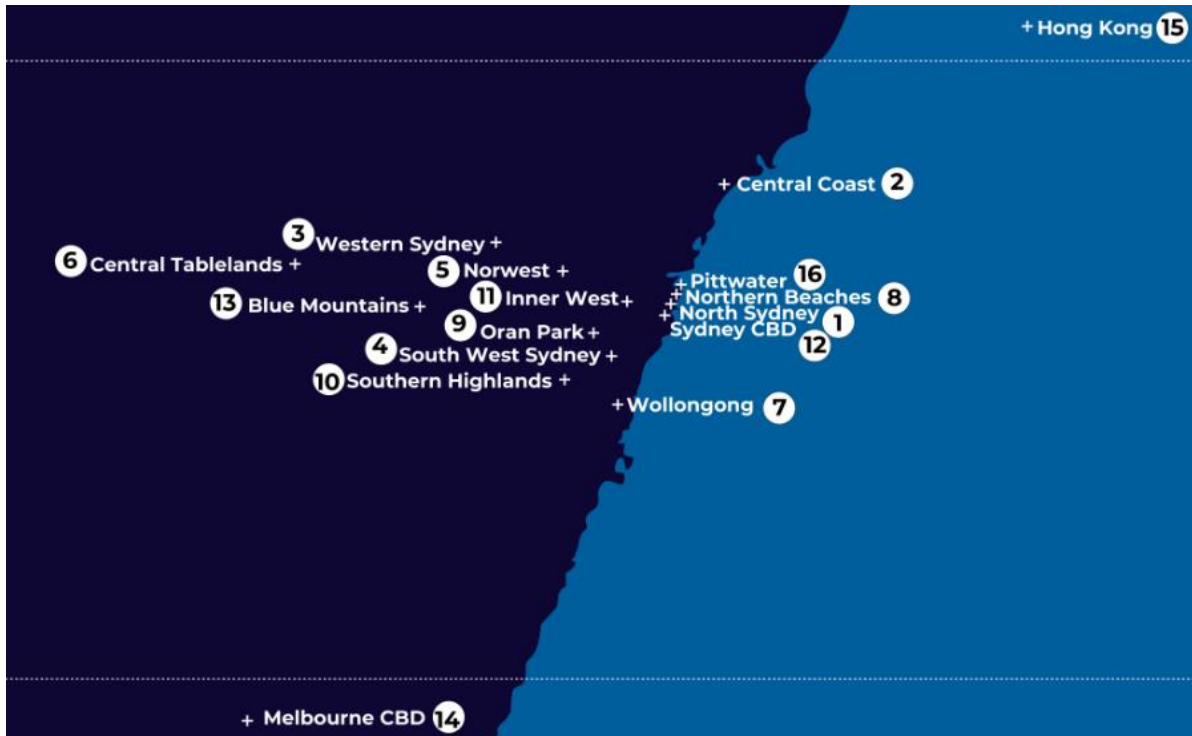 Hong Kong 15
Central Coast 2
3 Western Sydney
6 Central Tablelands
5 Norwest
Pittwater 16
13 Blue Mountains
11 Inner West
Northern Beaches 8
North Sydney 1
9 Oran Park
Sydney CBD 12
4 South West Sydney
10 Southern Highlands
Wollongong 7
Melbourne CBD 14